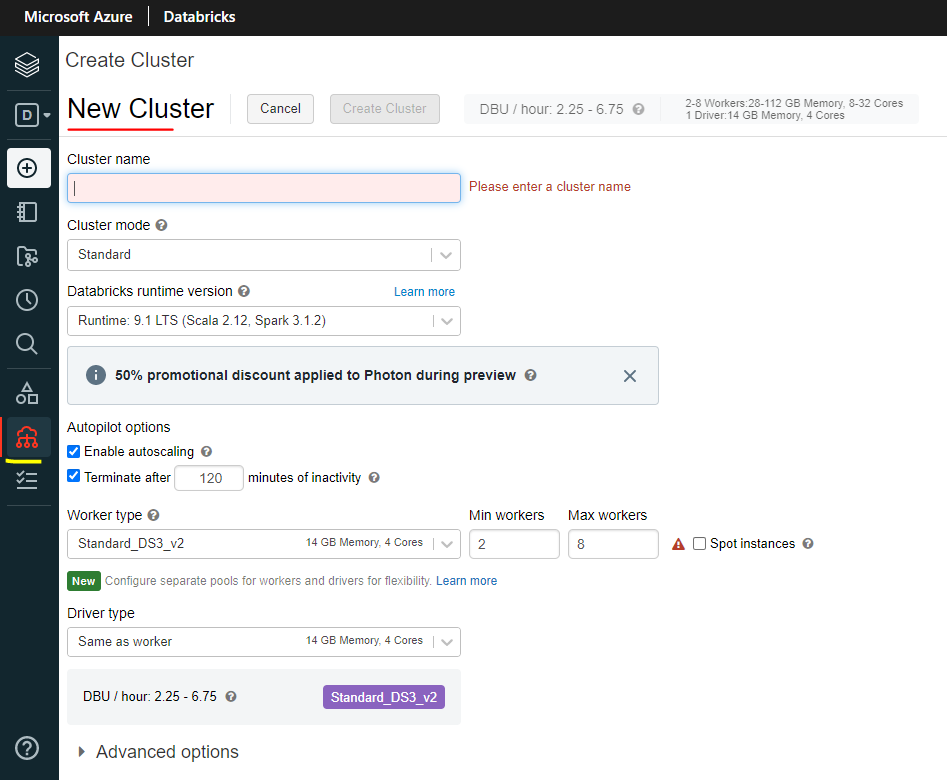 Microsoft Azure | Databricks
Create Cluster
D
New Cluster
Cancel
Create Cluster
DBU / hour: 2.25 - 6.75 ?
2-8 Workers:28-112 GB Memory, 8-32 Cores
1 Driver:14 GB Memory, 4 Cores
Cluster name
Please enter a cluster name
Cluster mode ?
Standard
Databricks runtime version ? Learn more
Runtime: 9.1 LTS (Scala 2.12, Spark 3.1.2)
50% promotional discount applied to Photon during preview ?
Autopilot options
Enable autoscaling ?
Terminate after 120 minutes of inactivity ?
Worker type ? Min workers Max workers
Standard_DS3_v2 14 GB Memory, 4 Cores 2 8 Spot instances ?
New Configure separate pools for workers and drivers for flexibility. Learn more
Driver type
Same as worker 14 GB Memory, 4 Cores
DBU / hour: 2.25 - 6.75 ? Standard_DS3_v2
Advanced options